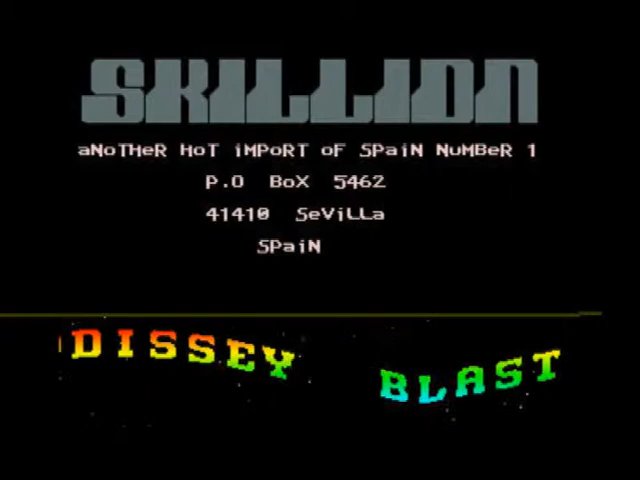 SKILLION
aNoTHeR HoT iMPoRT oF SPaiN NuMBeR 1
P.O BoX 5462
41410 SeViLLa
SPaiN
DISSEY BLAST